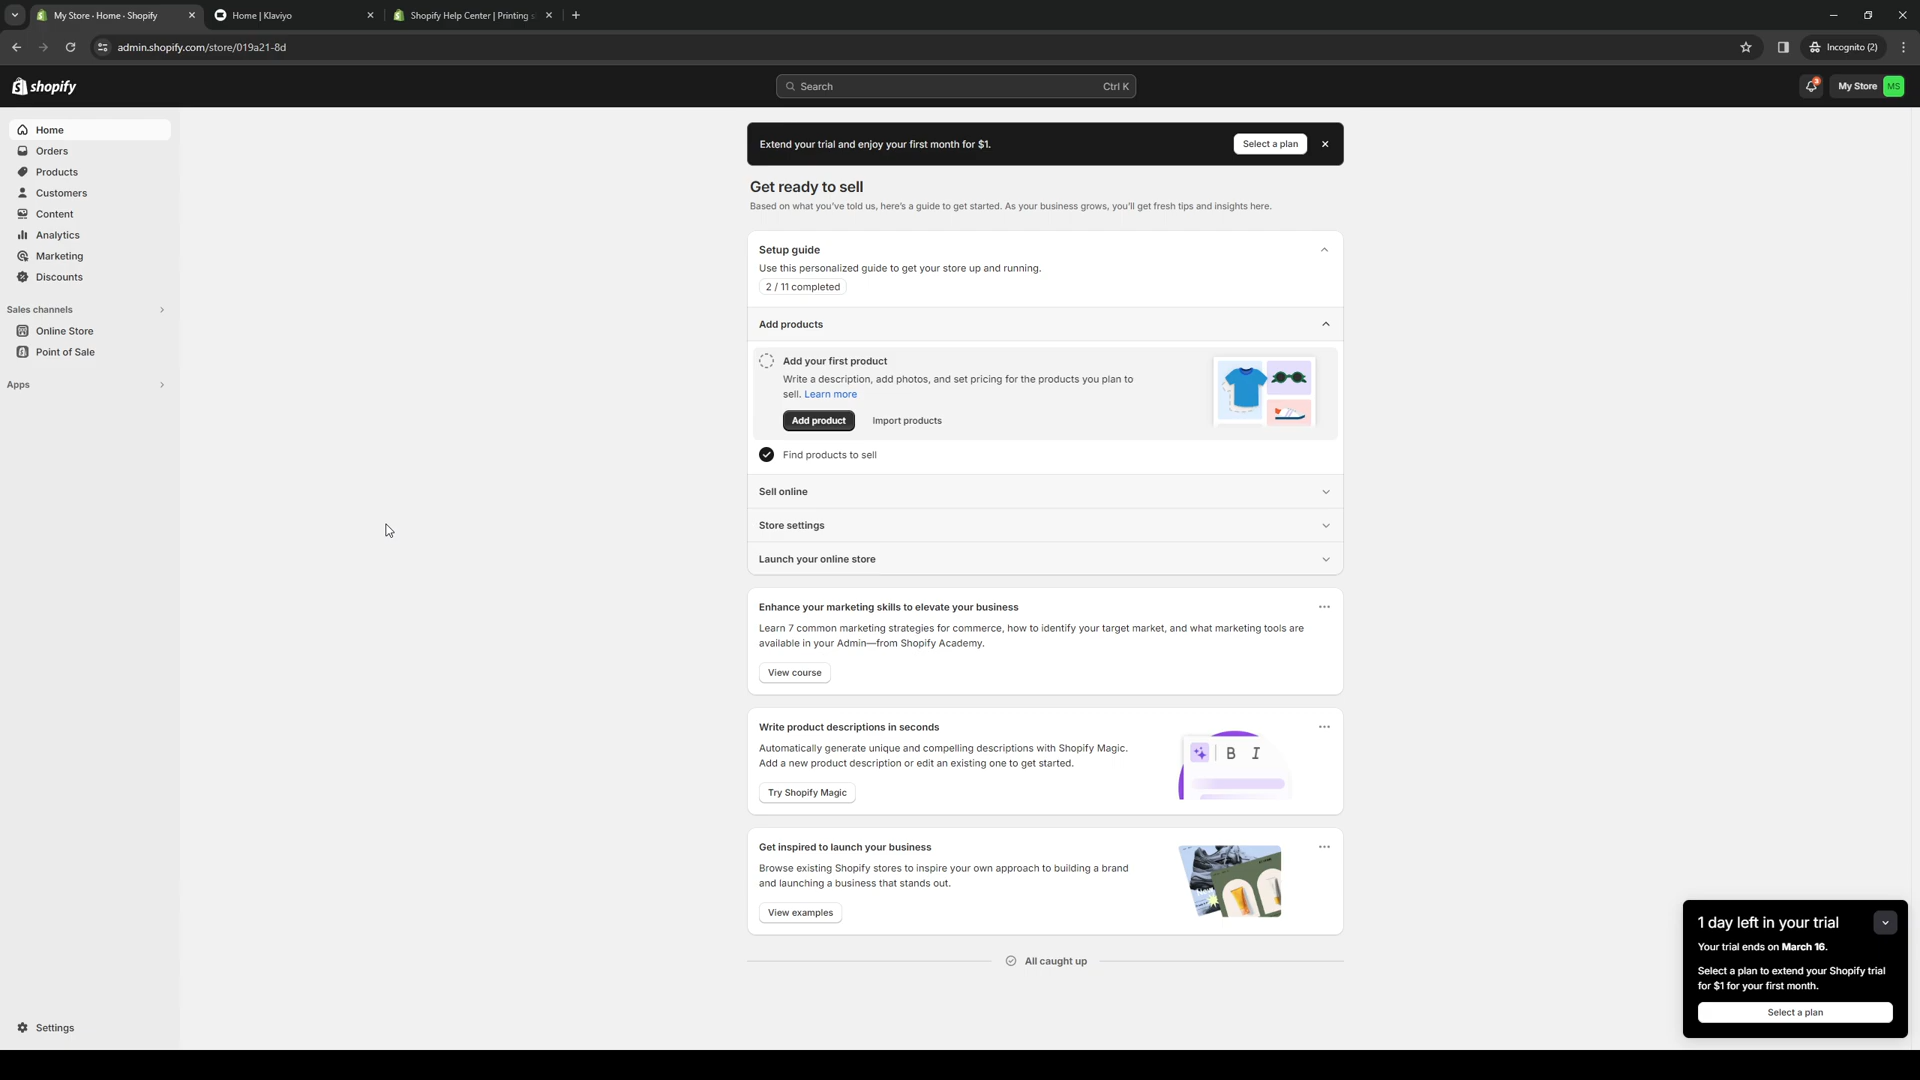 My Store - Home - Shopify
Home | Klaviyo
Shopify Help Center | Printing s
admin.shopify.com/store/019a21-8d
Incognito (2)
shopify
Search
Ctrl K
3
My Store
MS
Home
Orders
Products
Customers
Content
Analytics
Marketing
Discounts
Sales channels
Online Store
Point of Sale
Apps
Settings
Extend your trial and enjoy your first month for $1.
Select a plan
Get ready to sell
Based on what you've told us, here's a guide to get started. As your business grows, you'll get fresh tips and insights here.
Setup guide
Use this personalized guide to get your store up and running.
2 / 11 completed
Add products
Add your first product
Write a description, add photos, and set pricing for the products you plan to
sell. Learn more
Add product
Import products
Find products to sell
Sell online
Store settings
Launch your online store
Enhance your marketing skills to elevate your business
Learn 7 common marketing strategies for commerce, how to identify your target market, and what marketing tools are
available in your Admin—from Shopify Academy.
View course
Write product descriptions in seconds
Automatically generate unique and compelling descriptions with Shopify Magic.
Add a new product description or edit an existing one to get started.
Try Shopify Magic
B I
Get inspired to launch your business
Browse existing Shopify stores to inspire your own approach to building a brand
and launching a business that stands out.
View examples
All caught up
1 day left in your trial
Your trial ends on March 16.
Select a plan to extend your Shopify trial
for $1 for your first month.
Select a plan